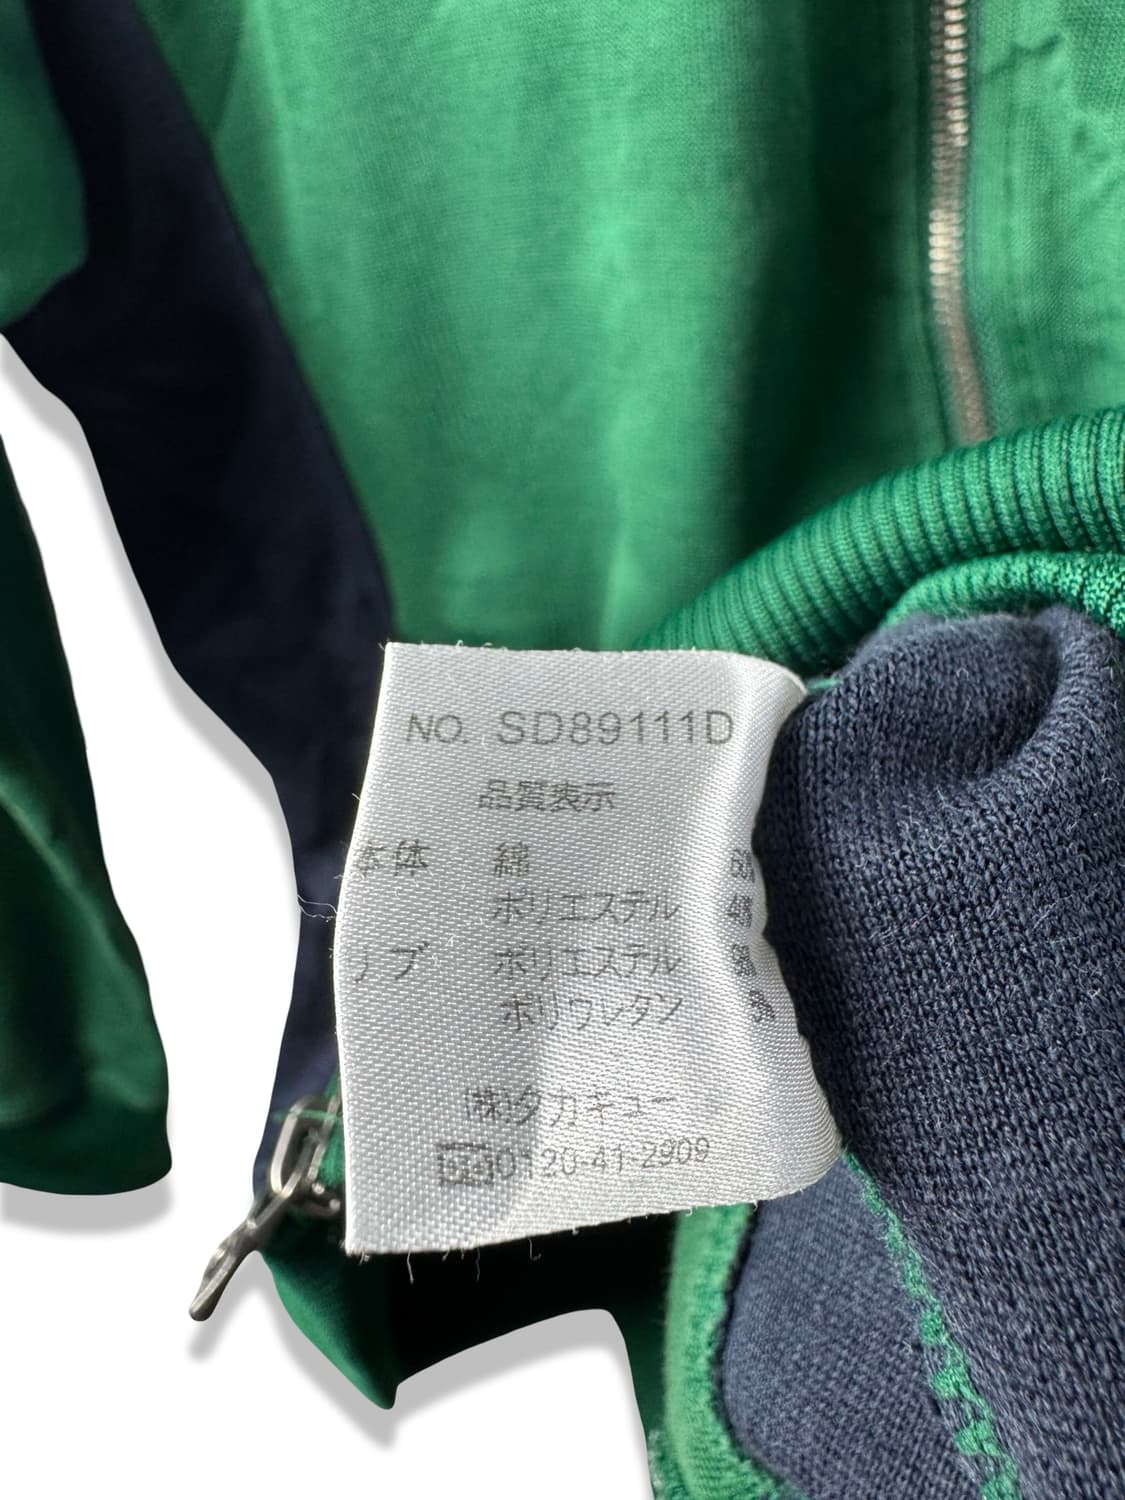 NO. SD89111D
品質表示
本体 綿 60%
ポリエステル 40%
リブ ポリエステル
ポリウレタン
(株)タカキュー
0120-41-2909